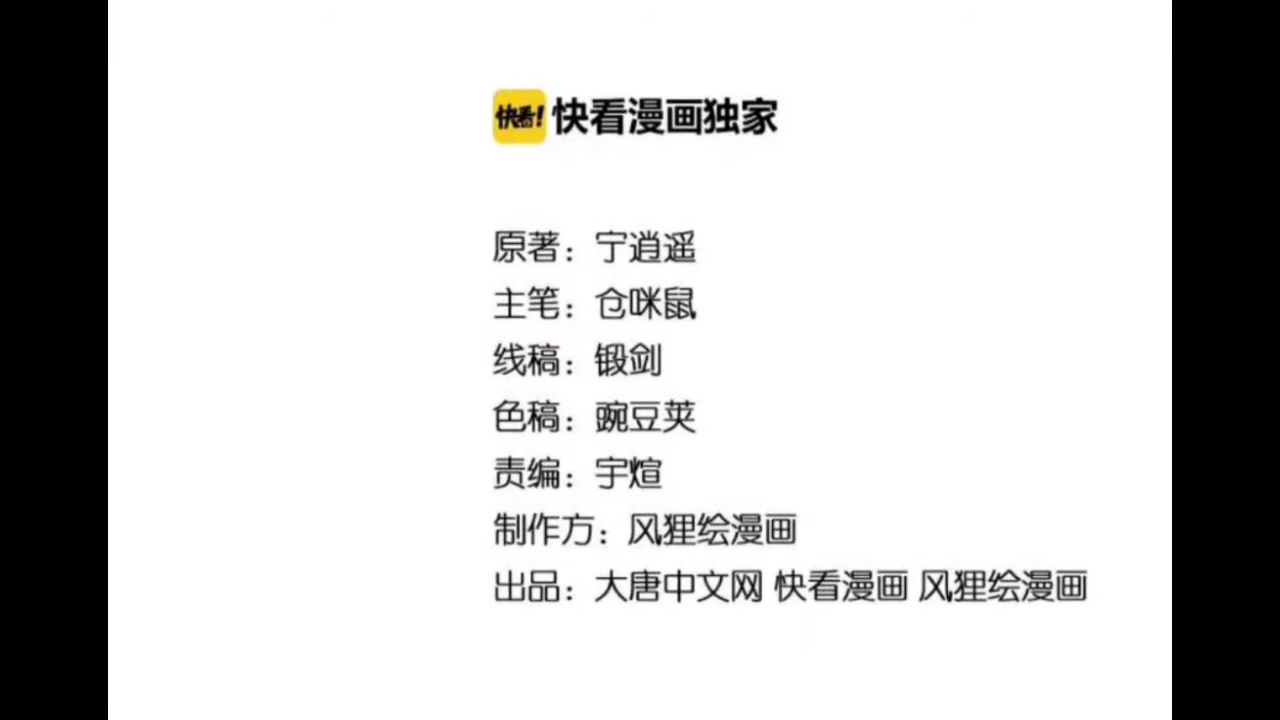 快看! 快看漫画独家
原著：宁逍遥
主笔：仓咪鼠
线稿：锻剑
色稿：豌豆荚
责编：宇煊
制作方：风狸绘漫画
出品：大唐中文网 快看漫画 风狸绘漫画